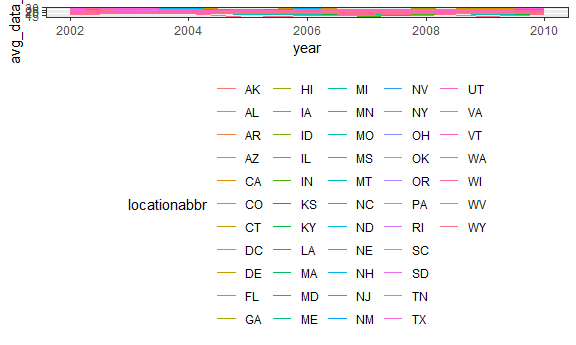 avg_data_
2002 2004 2006 2008 2010
year
locationabbr
AK HI MI NV UT
AL IA MN NY VA
AR ID MO OH VT
AZ IL MS OK WA
CA IN MT OR WI
CO KS NC PA WV
CT KY ND RI WY
DC LA NE SC
DE MA NH SD
FL MD NJ TN
GA ME NM TX